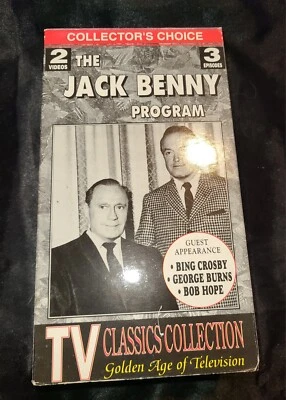 COLLECTOR'S CHOICE
2 VIDEOS
3 EPISODES
THE
JACK BENNY
PROGRAM
GUEST
APPEARANCE
• BING CROSBY
• GEORGE BURNS
• BOB HOPE
TV CLASSICS•COLLECTION
Golden Age of Television